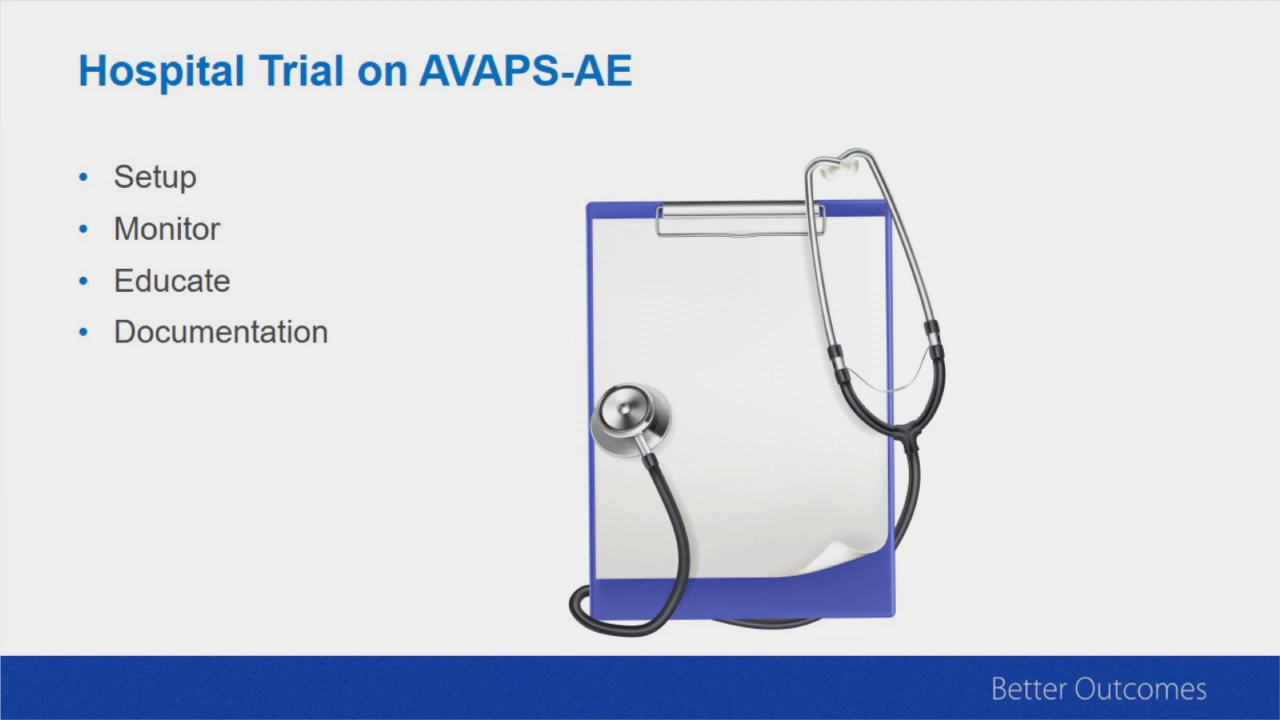 Hospital Trial on AVAPS-AE
• Setup
• Monitor
• Educate
• Documentation
Better Outcomes